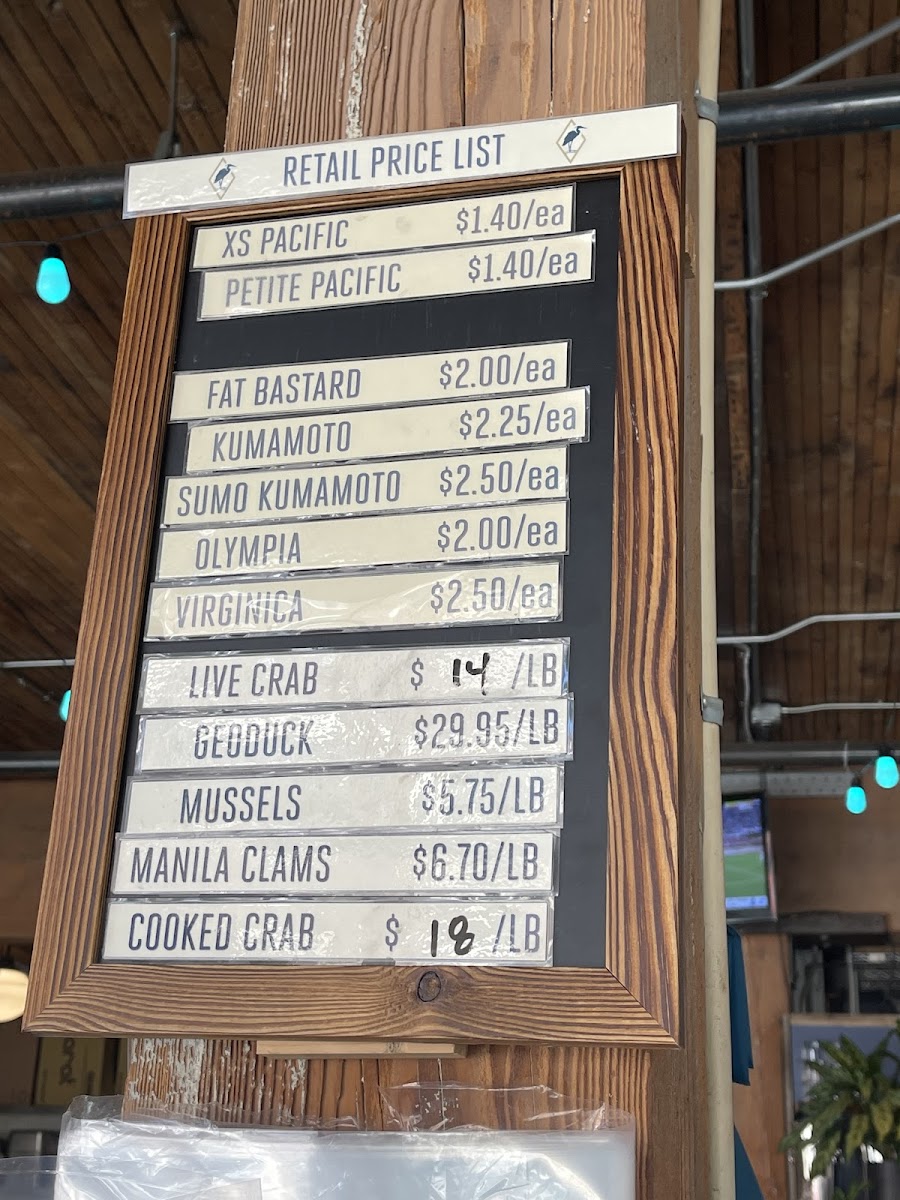 RETAIL PRICE LIST
XS PACIFIC $1.40/ea
PETITE PACIFIC $1.40/ea
FAT BASTARD $2.00/ea
KUMAMOTO $2.25/ea
SUMO KUMAMOTO $2.50/ea
OLYMPIA $2.00/ea
VIRGINICA $2.50/ea
LIVE CRAB $ 14 /LB
GEODUCK $29.95/LB
MUSSELS $5.75/LB
MANILA CLAMS $6.70/LB
COOKED CRAB $ 18 /LB